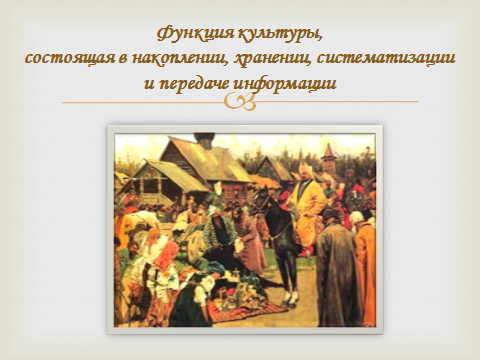 Функция культуры,
состоящая в накоплении, хранении, систематизации
и передаче информации